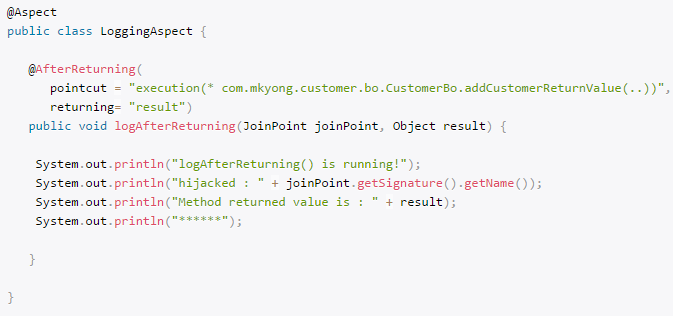 @Aspect
public class LoggingAspect {
@AfterReturning(
pointcut = "execution(* com.mkyong.customer.bo.CustomerBo.addCustomerReturnValue(..))",
returning= "result")
public void logAfterReturning(JoinPoint joinPoint, Object result) {
System.out.println("logAfterReturning() is running!");
System.out.println("hijacked : " + joinPoint.getSignature().getName());
System.out.println("Method returned value is : " + result);
System.out.println("******");
}
}